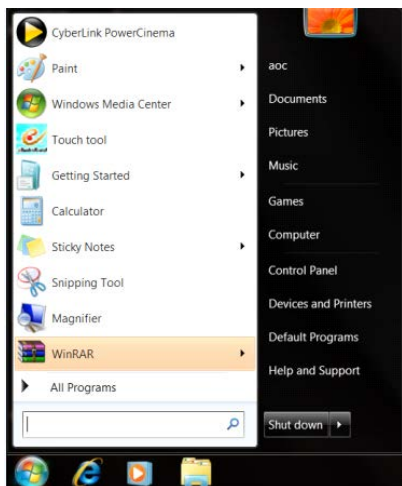 CyberLink PowerCinema
Paint
Windows Media Center
Touch tool
Getting Started
Calculator
Sticky Notes
Snipping Tool
Magnifier
WinRAR
All Programs
aoc
Documents
Pictures
Music
Games
Computer
Control Panel
Devices and Printers
Default Programs
Help and Support
Shut down